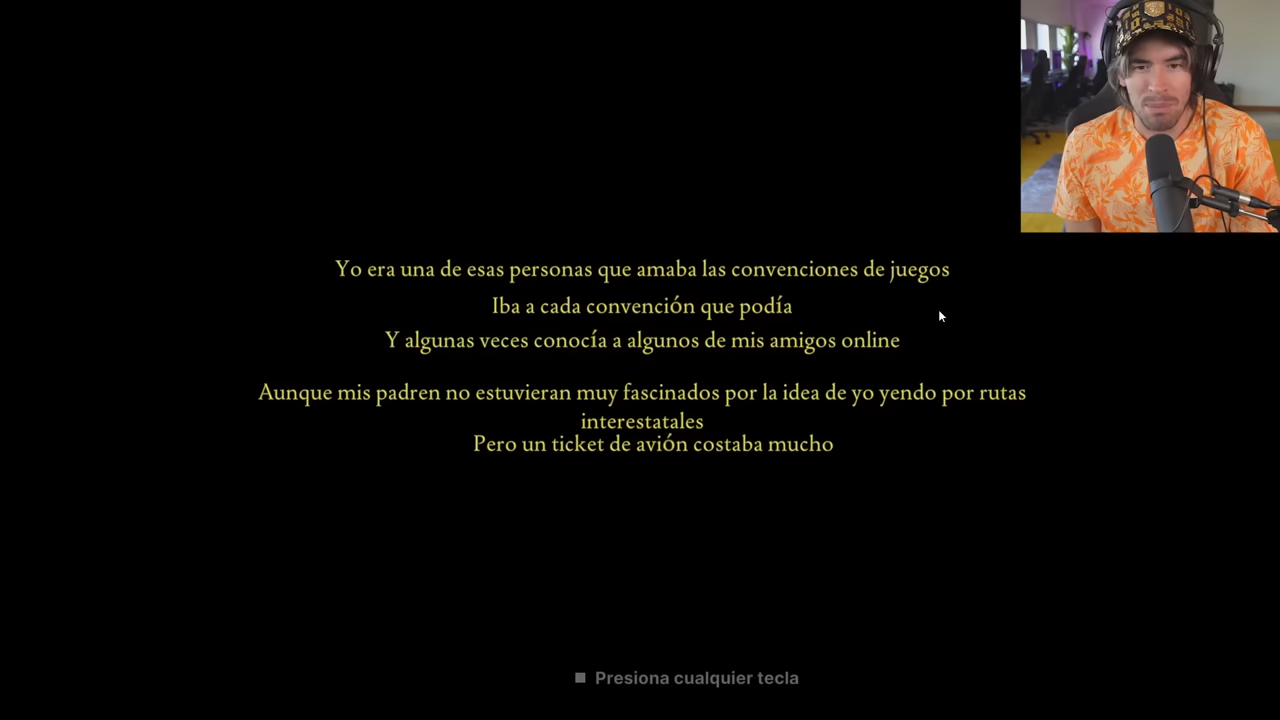 Yo era una de esas personas que amaba las convenciones de juegos
Iba a cada convención que podía
Y algunas veces conocía a algunos de mis amigos online
Aunque mis padren no estuvieran muy fascinados por la idea de yo yendo por rutas
interestatales
Pero un ticket de avión costaba mucho
Presiona cualquier tecla